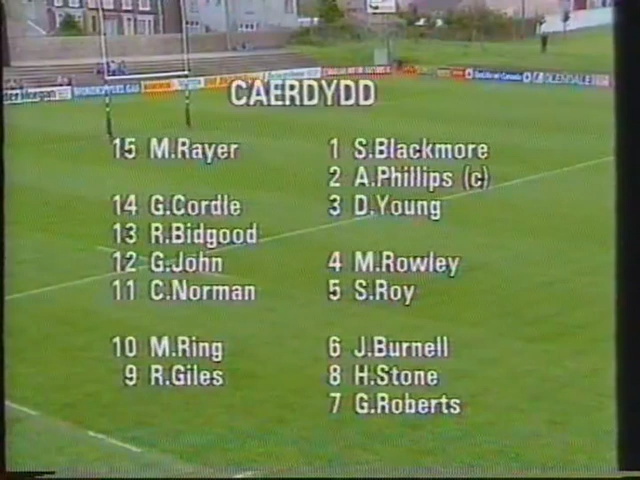 CAERDYDD
15 M.Rayer
14 G.Cordle
13 R.Bidgood
12 G.John
11 C.Norman
10 M.Ring
9 R.Giles
1 S.Blackmore
2 A.Phillips (c)
3 D.Young
4 M.Rowley
5 S.Roy
6 J.Burnell
8 H.Stone
7 G.Roberts